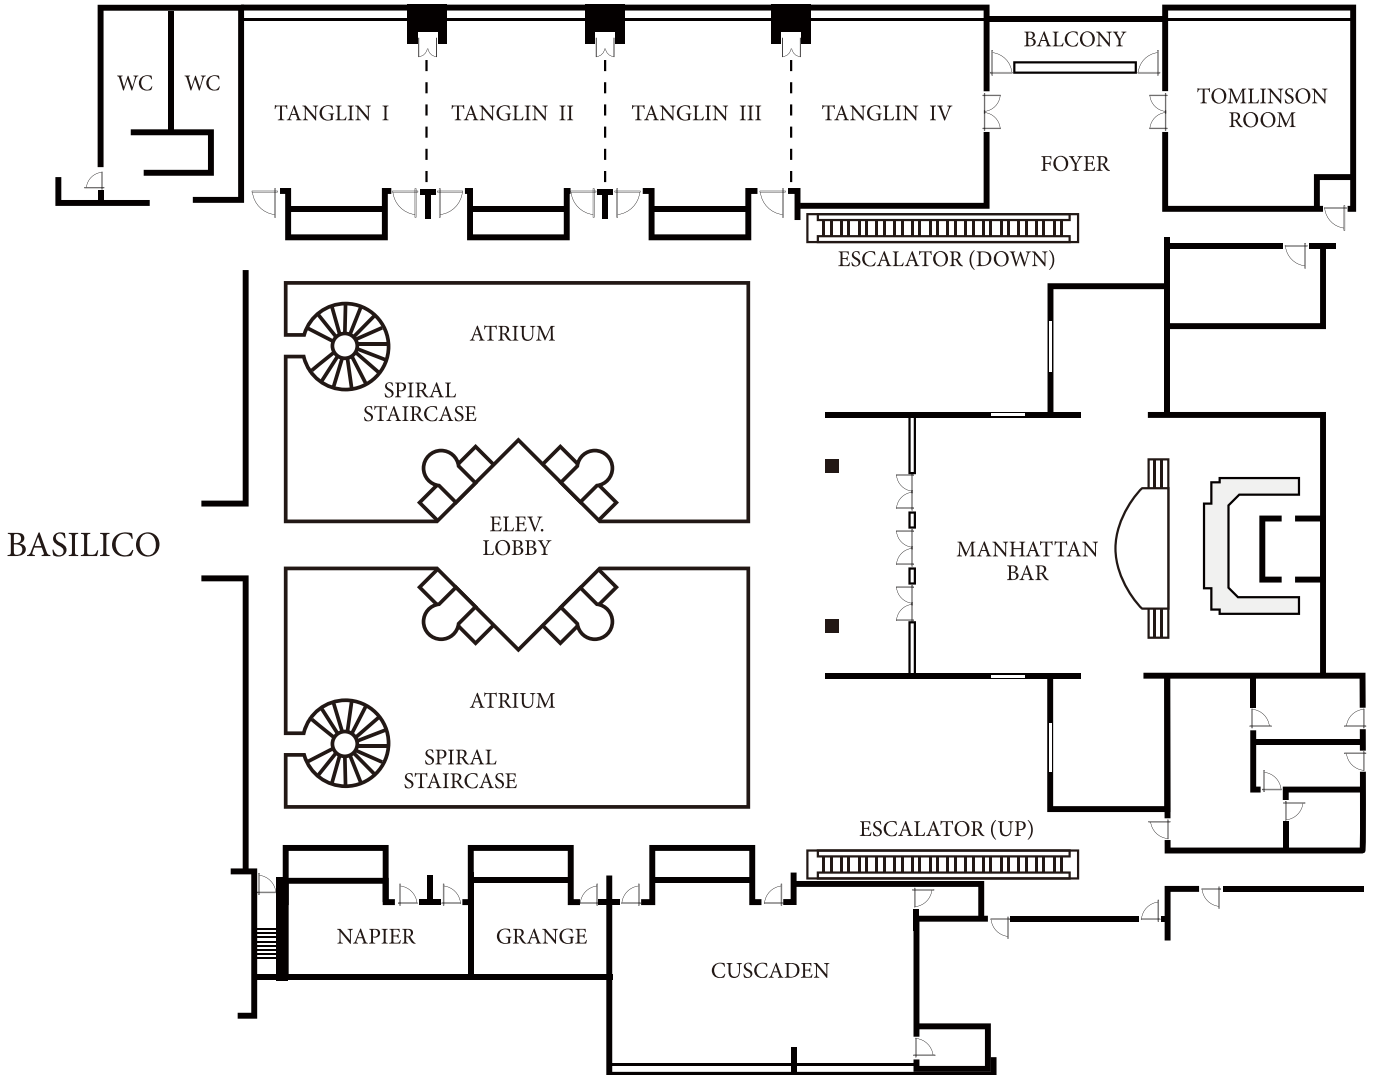 BALCONY
WC
WC
TANGLIN I
TANGLIN II
TANGLIN III
TANGLIN IV
TOMLINSON
ROOM
FOYER
ESCALATOR (DOWN)
ATRIUM
SPIRAL
STAIRCASE
ELEV.
LOBBY
BASILICO
MANHATTAN
BAR
ATRIUM
SPIRAL
STAIRCASE
ESCALATOR (UP)
NAPIER
GRANGE
CUSCADEN